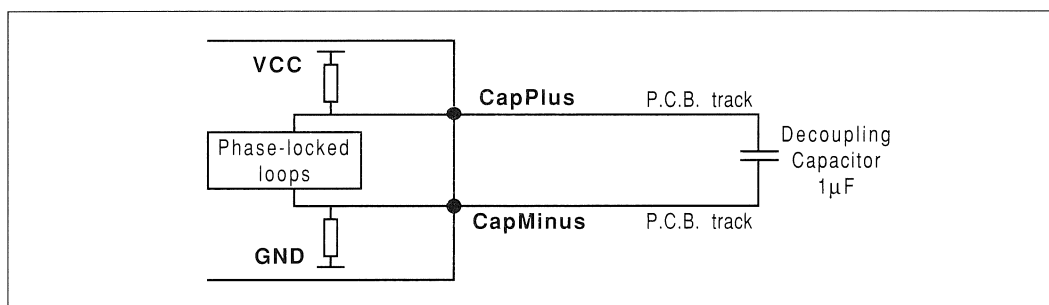 VCC
CapPlus
P.C.B. track
Phase-locked
loops
Decoupling
Capacitor
1µF
CapMinus
P.C.B. track
GND